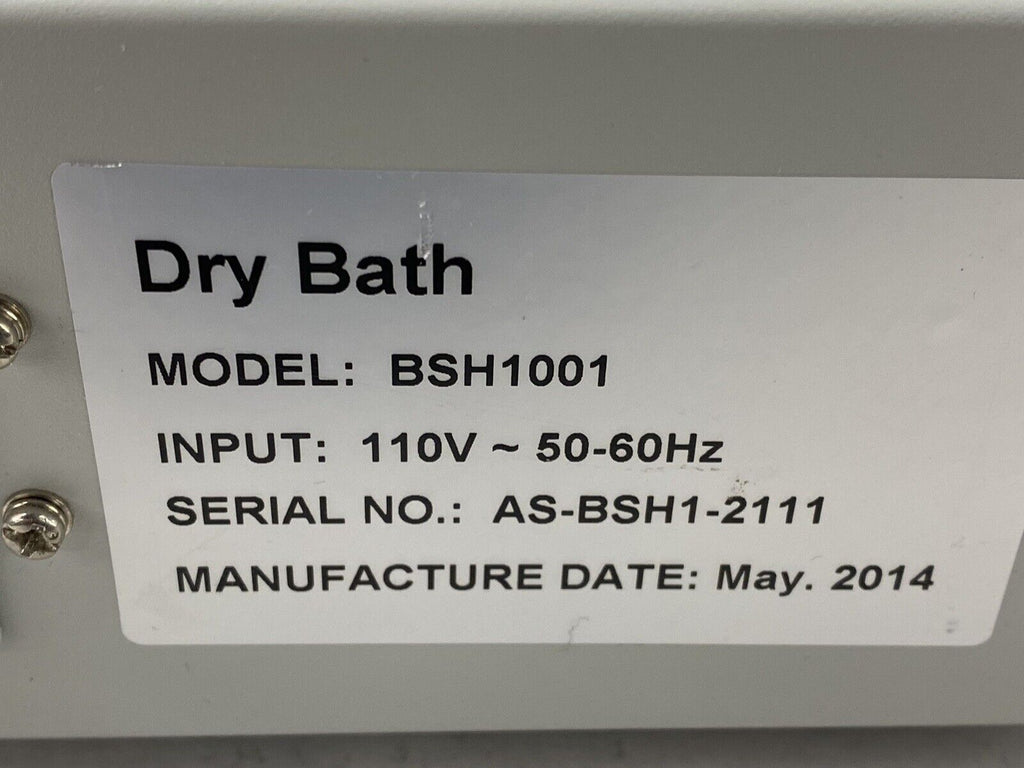 Dry Bath
MODEL: BSH1001
INPUT: 110V ~ 50-60Hz
SERIAL NO.: AS-BSH1-2111
MANUFACTURE DATE: May. 2014